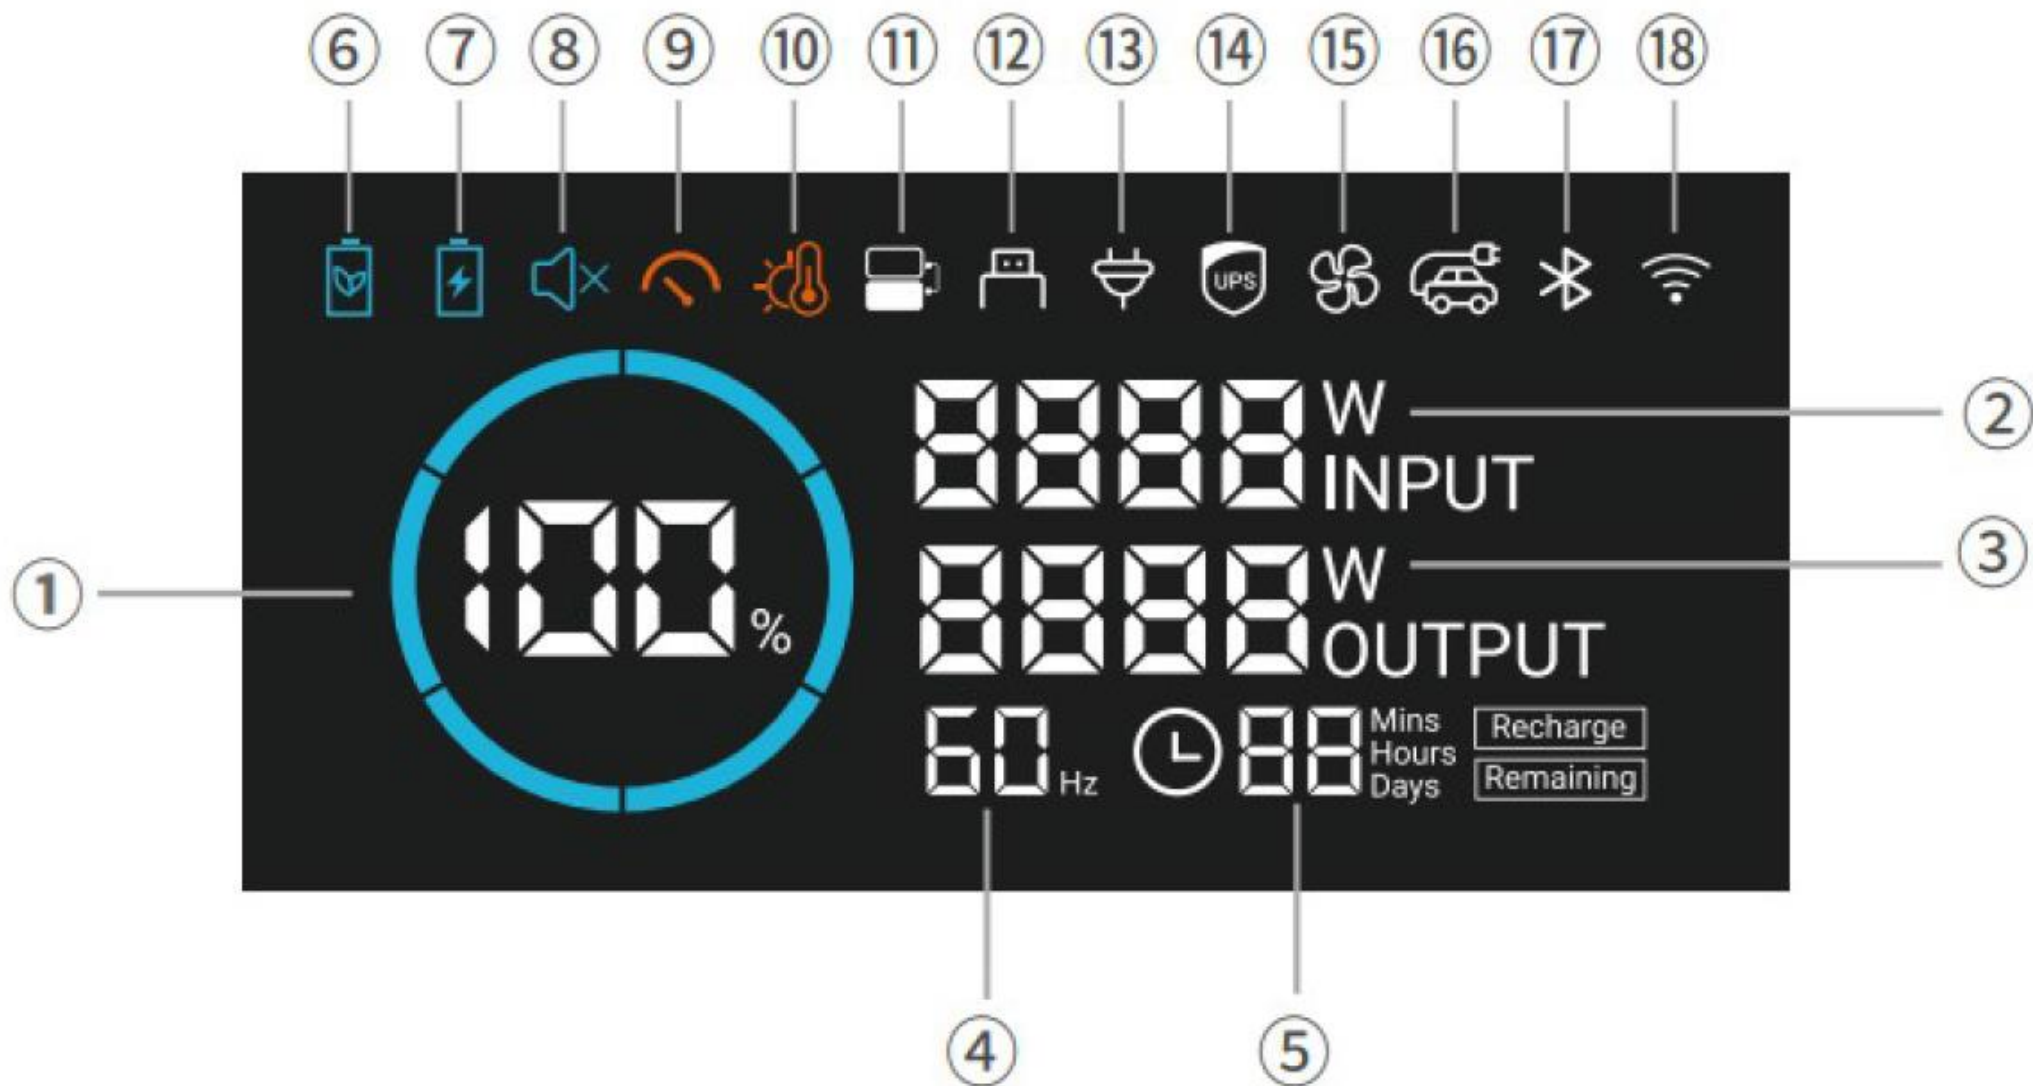 ⑥ ⑦ ⑧ ⑨ ⑩ ⑪ ⑫ ⑬ ⑭ ⑮ ⑯ ⑰ ⑱
UPS
8888 W ②
INPUT
① 100 %
8888 W ③
OUTPUT
60 Hz
88 Mins
Hours
Days
Recharge
Remaining
④ ⑤